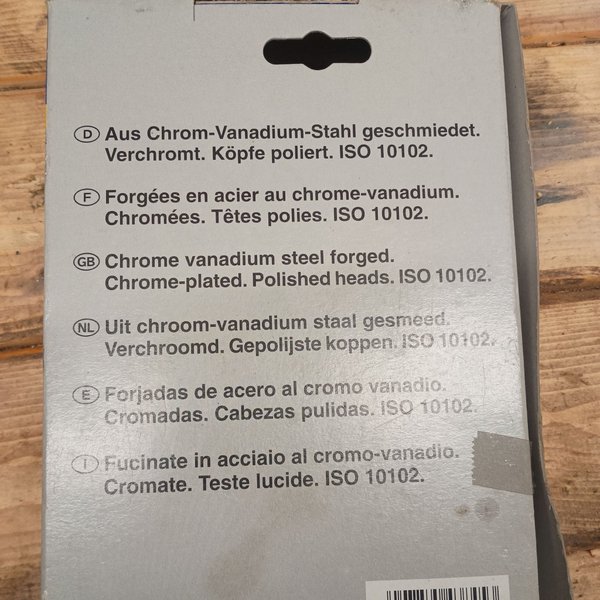 D Aus Chrom-Vanadium-Stahl geschmiedet.
Verchromt. Köpfe poliert. ISO 10102.
F Forgées en acier au chrome-vanadium.
Chromées. Têtes polies. ISO 10102.
GB Chrome vanadium steel forged.
Chrome-plated. Polished heads. ISO 10102.
NL Uit chroom-vanadium staal gesmeed.
Verchroomd. Gepolijste koppen. ISO 10102.
E Forjadas de acero al cromo vanadio.
Cromadas. Cabezas pulidas. ISO 10102.
I Fucinate in acciaio al cromo-vanadio.
Cromate. Teste lucide. ISO 10102.